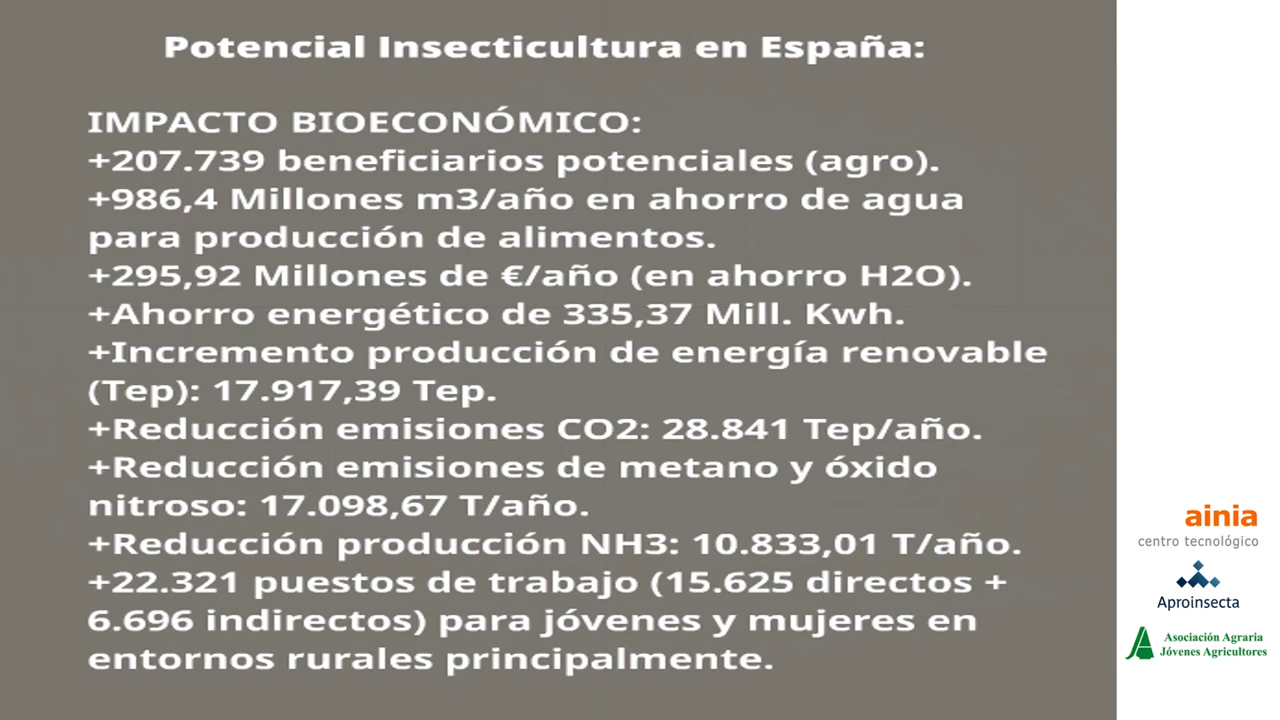 Potencial Insecticultura en España:
IMPACTO BIOECONÓMICO:
+207.739 beneficiarios potenciales (agro).
+986,4 Millones m3/año en ahorro de agua
para producción de alimentos.
+295,92 Millones de €/año (en ahorro H2O).
+Ahorro energético de 335,37 Mill. Kwh.
+Incremento producción de energía renovable
(Tep): 17.917,39 Tep.
+Reducción emisiones CO2: 28.841 Tep/año.
+Reducción emisiones de metano y óxido
nitroso: 17.098,67 T/año.
+Reducción producción NH3: 10.833,01 T/año.
+22.321 puestos de trabajo (15.625 directos +
6.696 indirectos) para jóvenes y mujeres en
entornos rurales principalmente.
ainia
centro tecnológico
Aproinsecta
Asociación Agraria
Jóvenes Agricultores